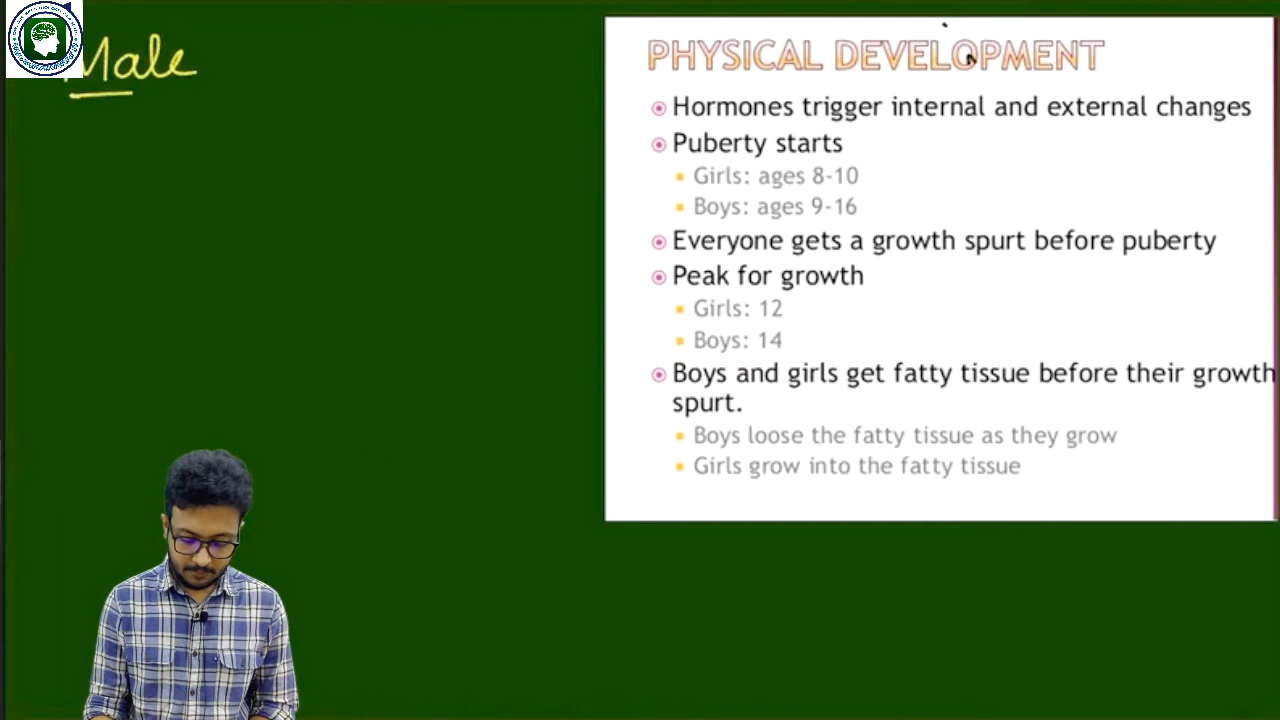 Male
PHYSICAL DEVELOPMENT
Hormones trigger internal and external changes
Puberty starts
Girls: ages 8-10
Boys: ages 9-16
Everyone gets a growth spurt before puberty
Peak for growth
Girls: 12
Boys: 14
Boys and girls get fatty tissue before their growth
spurt.
Boys loose the fatty tissue as they grow
Girls grow into the fatty tissue